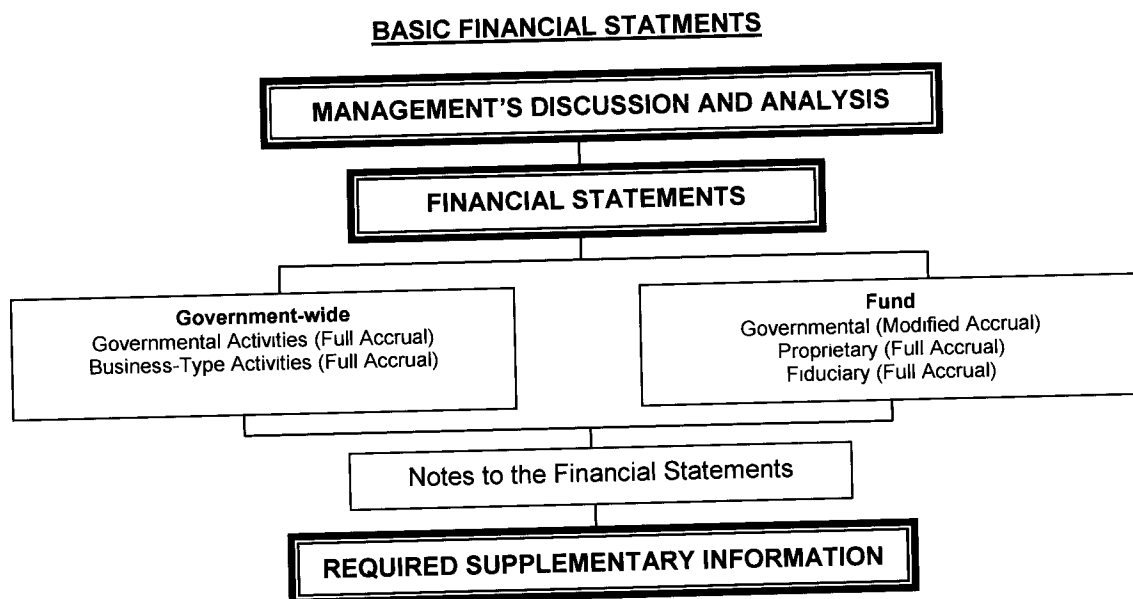 BASIC FINANCIAL STATMENTS
MANAGEMENT'S DISCUSSION AND ANALYSIS
FINANCIAL STATEMENTS
Government-wide
Governmental Activities (Full Accrual)
Business-Type Activities (Full Accrual)
Fund
Governmental (Modified Accrual)
Proprietary (Full Accrual)
Fiduciary (Full Accrual)
Notes to the Financial Statements
REQUIRED SUPPLEMENTARY INFORMATION